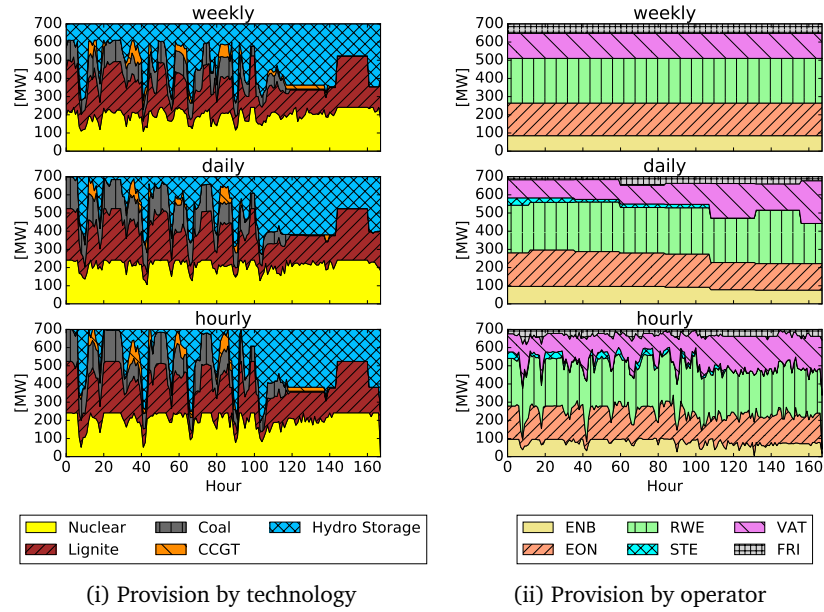 weekly
700
600
500
400
300
200
100
0
[MW]
daily
700
600
500
400
300
200
100
0
[MW]
hourly
700
600
500
400
300
200
100
0
[MW]
0 20 40 60 80 100 120 140 160
Hour
Nuclear Coal Hydro Storage
Lignite CCGT
(i) Provision by technology
weekly
700
600
500
400
300
200
100
0
[MW]
daily
700
600
500
400
300
200
100
0
[MW]
hourly
700
600
500
400
300
200
100
0
[MW]
0 20 40 60 80 100 120 140 160
Hour
ENB RWE VAT
EON STE FRI
(ii) Provision by operator